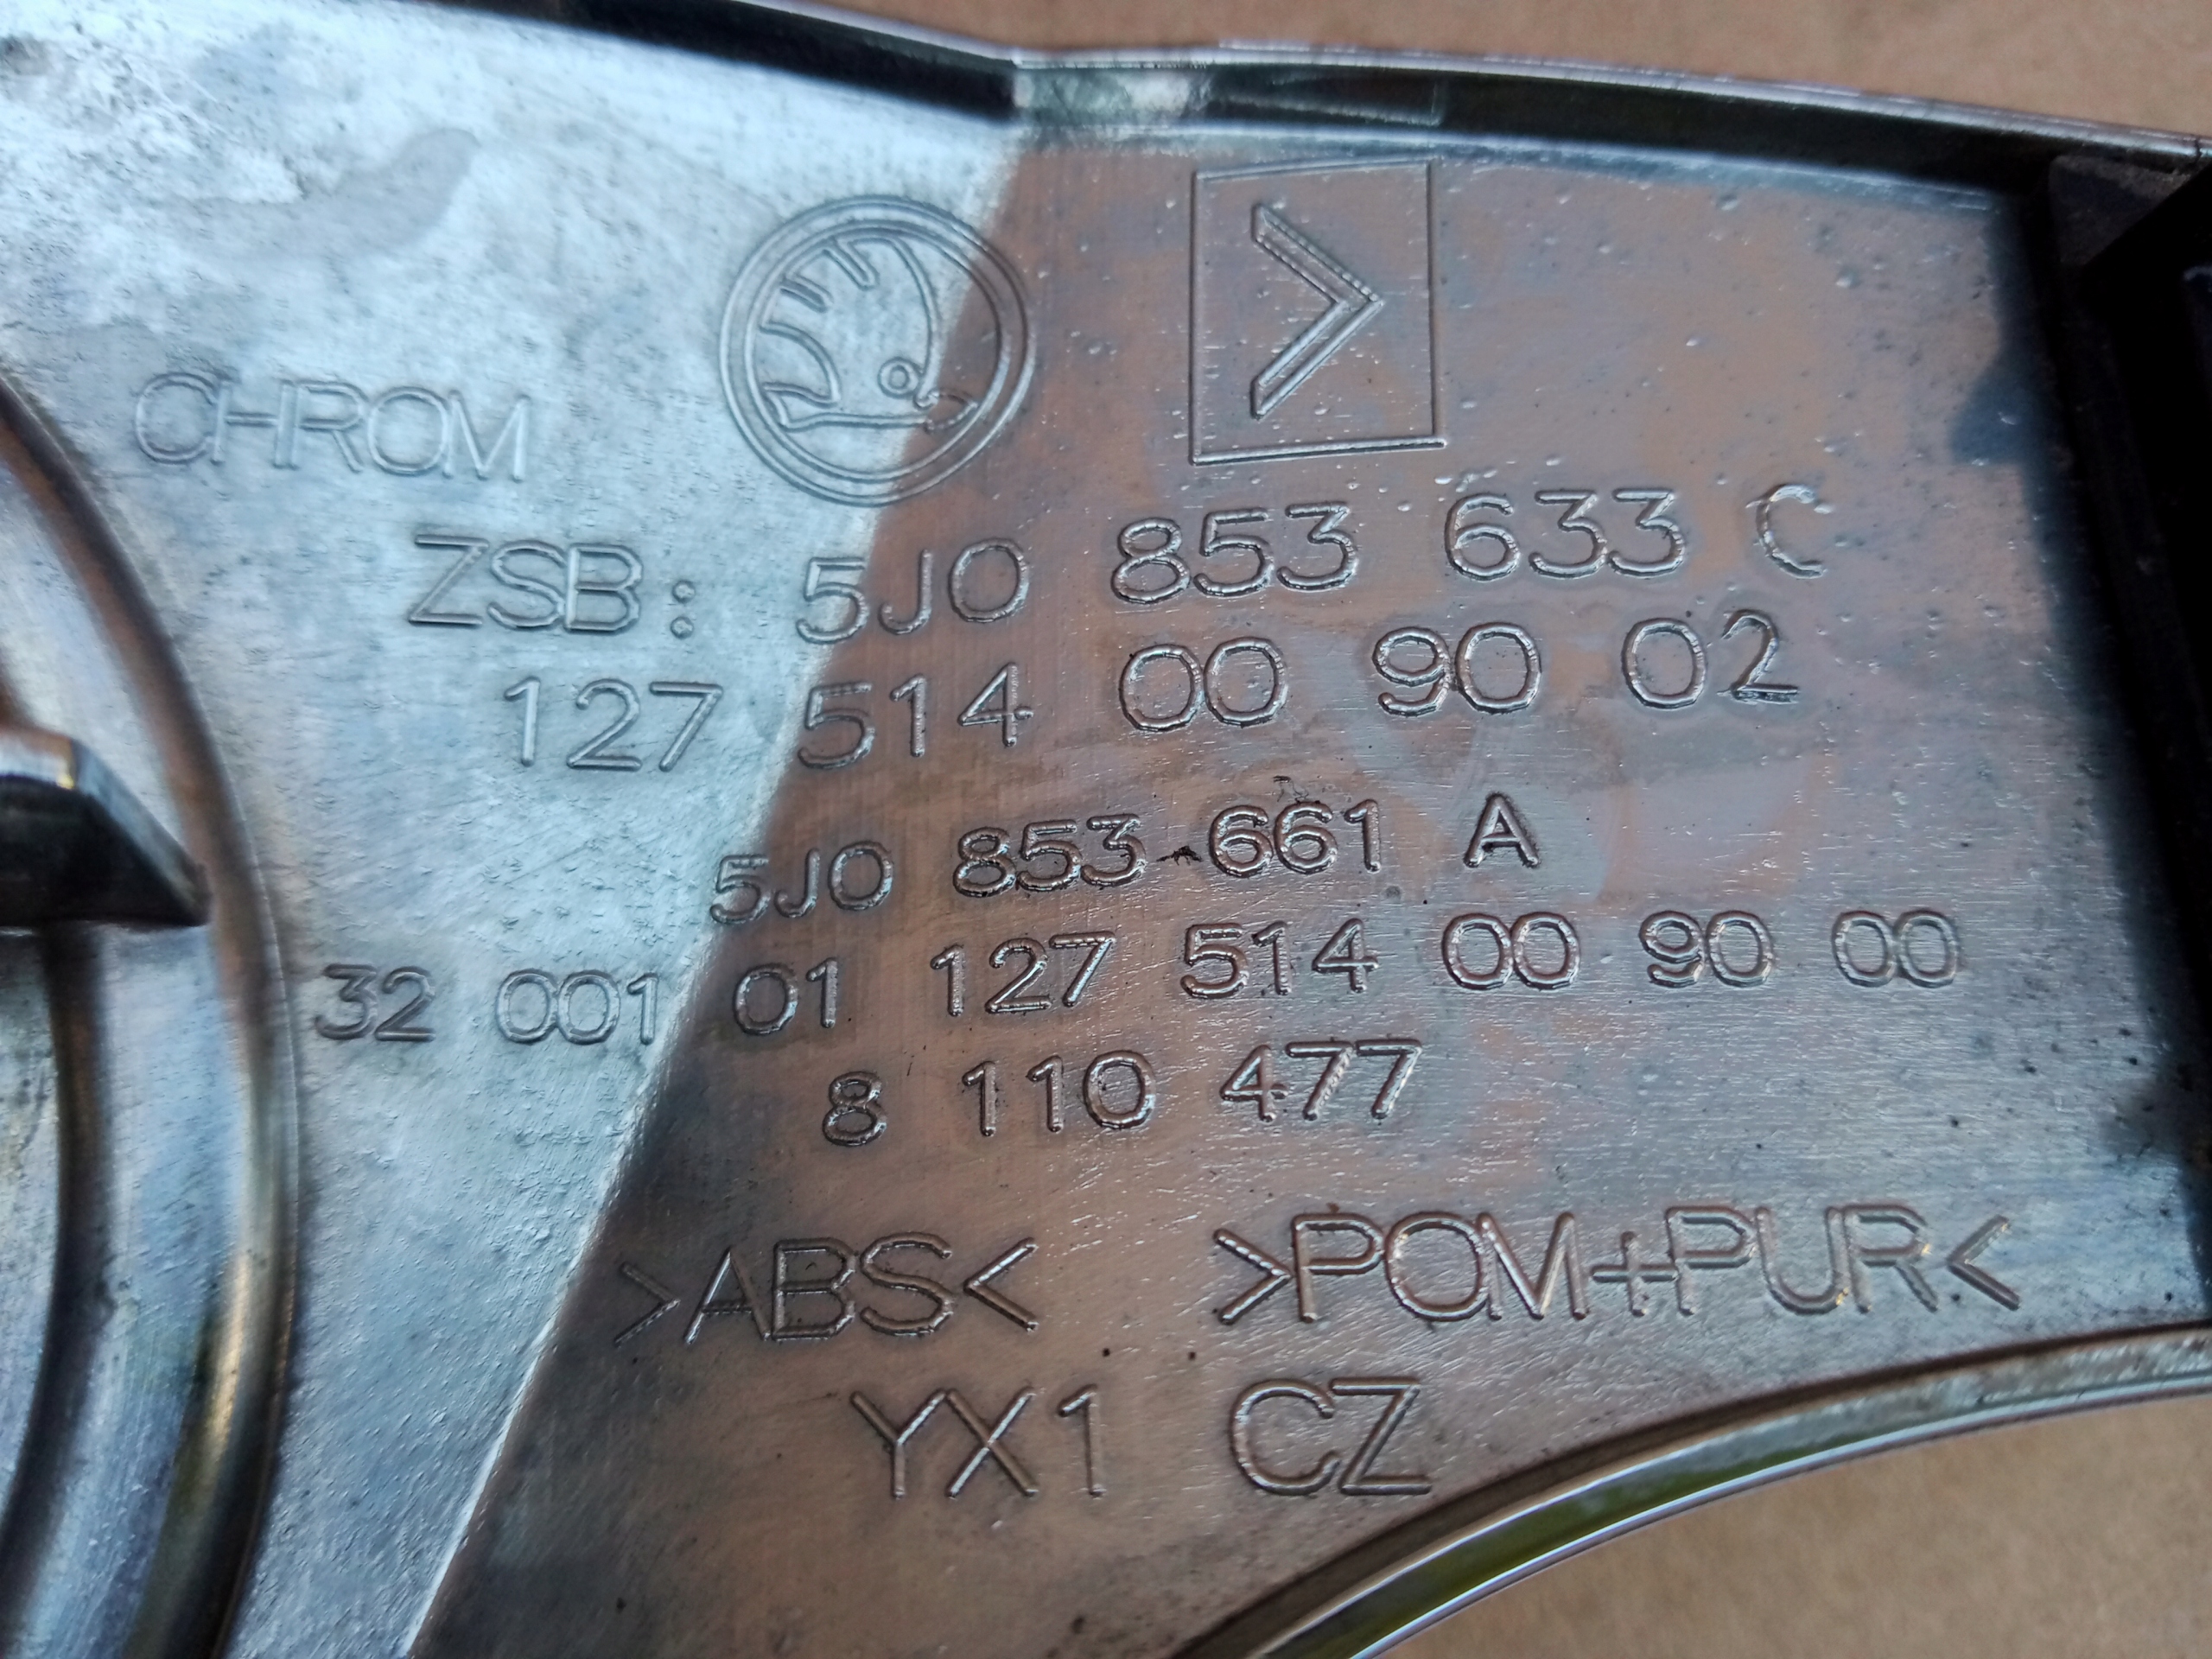 CHROM
ZSB: 5J0 853 633 C
127 514 00 90 02
5J0 853 661 A
32 001 01 127 514 00 90 00
8 110 477
>ABS< >POM+PUR<
YX1 CZ